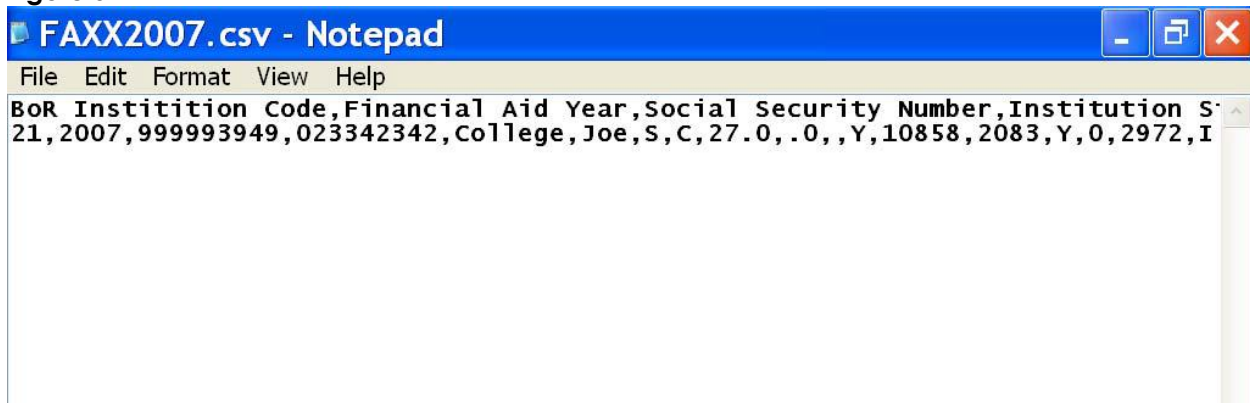 FAXX2007.csv - Notepad
File Edit Format View Help
BoR Instition Code,Financial Aid Year,Social Security Number,Institution
21,2007,999993949,023342342,College,Joe,S,C,27.0,.0,,Y,10858,2083,Y,0,2972,I